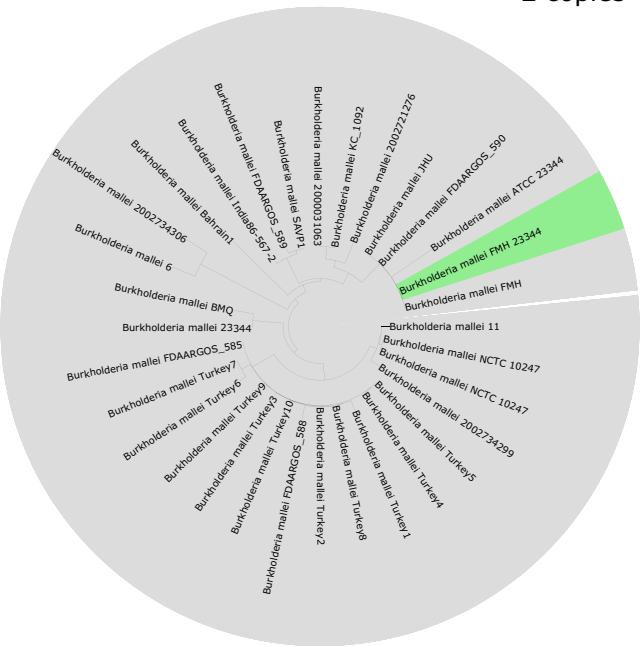 Burkholderia mallei KC_1092
Burkholderia mallei 2002721276
Burkholderia mallei JHU
Burkholderia mallei FDAARGOS_590
Burkholderia mallei ATCC 23344
Burkholderia mallei FMH 23344
Burkholderia mallei FMH
Burkholderia mallei 11
Burkholderia mallei NCTC 10247
Burkholderia mallei NCTC 10247
Burkholderia mallei 2002734299
Burkholderia mallei Turkey5
Burkholderia mallei Turkey4
Burkholderia mallei Turkey1
Burkholderia mallei Turkey8
Burkholderia mallei Turkey2
Burkholderia mallei FDAARGOS_588
Burkholderia mallei Turkey10
Burkholderia mallei Turkey3
Burkholderia mallei Turkey9
Burkholderia mallei Turkey6
Burkholderia mallei Turkey7
Burkholderia mallei FDAARGOS_585
Burkholderia mallei 23344
Burkholderia mallei BMQ
Burkholderia mallei 6
Burkholderia mallei 2002734306
Burkholderia mallei Bahrain1
Burkholderia mallei India86-567-2
Burkholderia mallei FDAARGOS_589
Burkholderia mallei SAVP1
Burkholderia mallei 2000031063